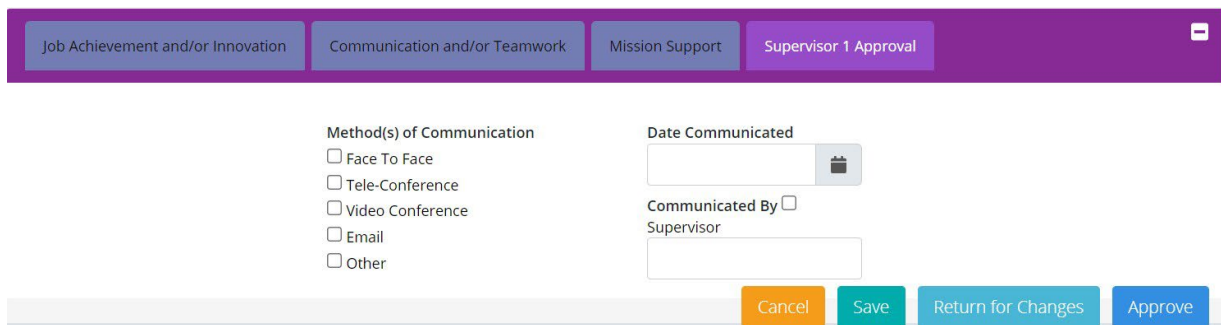 Job Achievement and/or Innovation
Communication and/or Teamwork
Mission Support
Supervisor 1 Approval
Method(s) of Communication
Face To Face
Tele-Conference
Video Conference
Email
Other
Date Communicated
Communicated By
Supervisor
Cancel
Save
Return for Changes
Approve